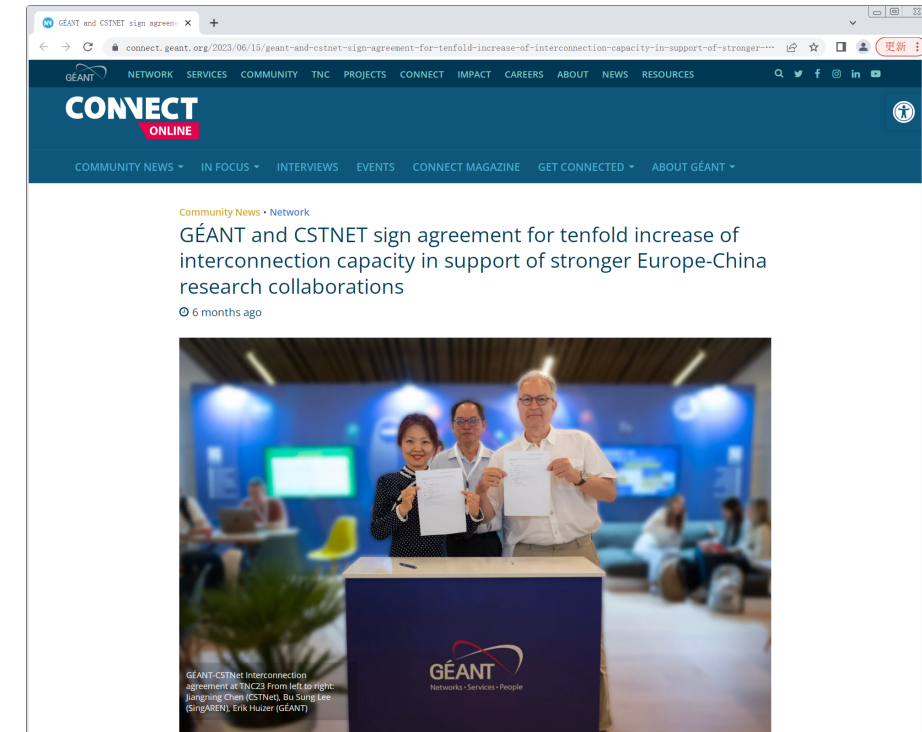 GÉANT and CSTNET sign agreeme
connect.geant.org/2023/06/15/geant-and-cstnet-sign-agreement-for-tenfold-increase-of-interconnection-capacity-in-support-of-stronger-···
更新
GÉANT NETWORK SERVICES COMMUNITY TNC PROJECTS CONNECT IMPACT CAREERS ABOUT NEWS RESOURCES
CONNECT
ONLINE
COMMUNITY NEWS IN FOCUS INTERVIEWS EVENTS CONNECT MAGAZINE GET CONNECTED ABOUT GÉANT
Community News • Network
GÉANT and CSTNET sign agreement for tenfold increase of
interconnection capacity in support of stronger Europe-China
research collaborations
6 months ago
GÉANT
Networks • Services • People
GÉANT-CSTNet Interconnection
agreement at TNC23 From left to right:
Jiangning Chen (CSTNet), Bu Sung Lee
(SingAREN), Erik Huizer (GÉANT)